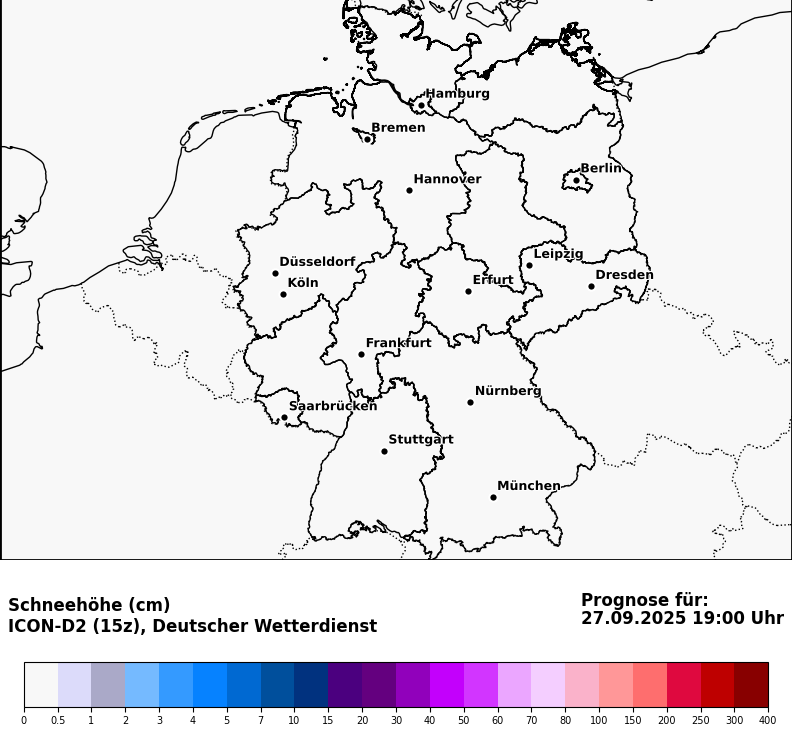 Hamburg
Bremen
Berlin
Hannover
Leipzig
Düsseldorf
Dresden
Köln
Erfurt
Frankfurt
Nürnberg
Saarbrücken
Stuttgart
München
Schneehöhe (cm)
ICON-D2 (15z), Deutscher Wetterdienst
Prognose für:
27.09.2025 19:00 Uhr
0 0.5 1 2 3 4 5 7 10 15 20 30 40 50 60 70 80 100 150 200 250 300 400